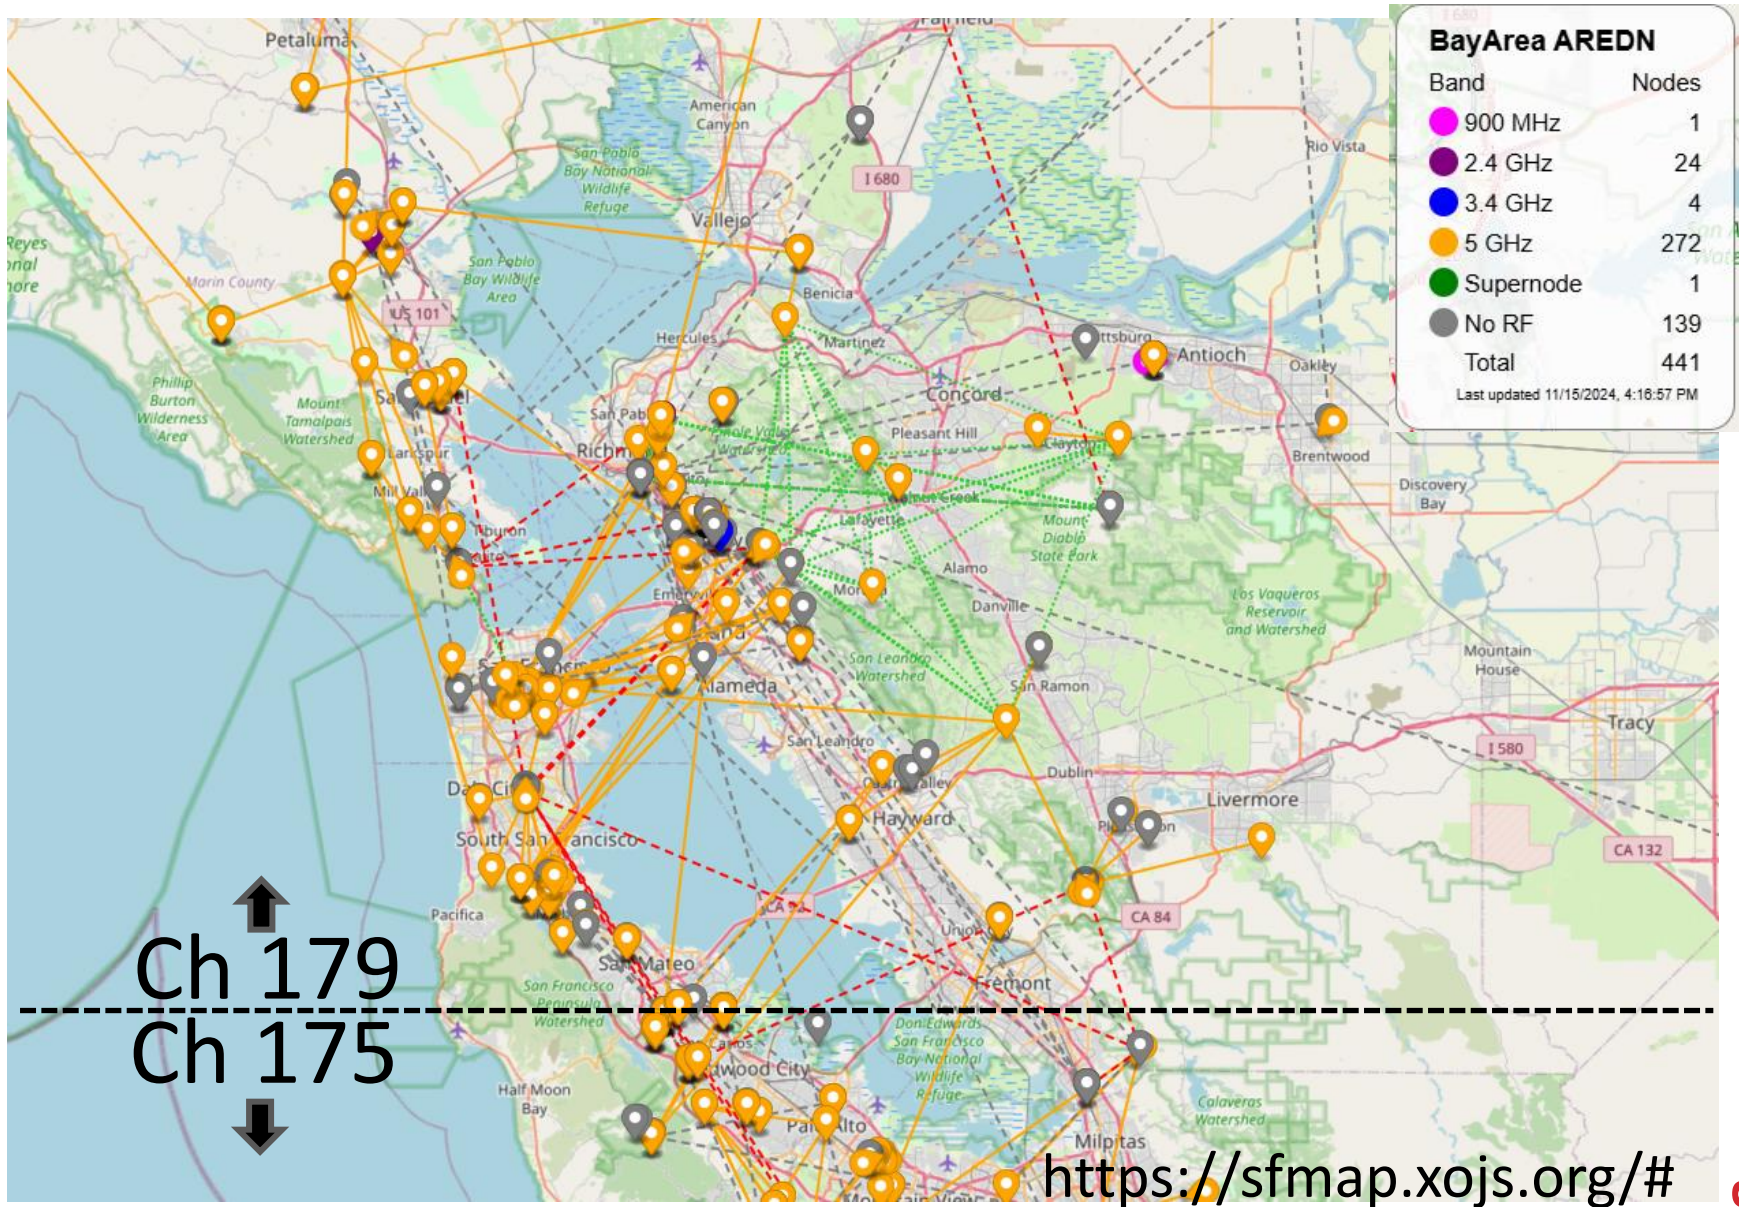 Petaluma
Fairfield
I 680
BayArea AREDN
Band Nodes
900 MHz 1
2.4 GHz 24
3.4 GHz 4
5 GHz 272
Supernode 1
No RF 139
Total 441
Last updated 11/15/2024, 4:16:57 PM
American
Canyon
Rio Vista
San Pablo
Bay National
Wildlife
Refuge
I 680
Vallejo
San Pablo
Bay Wildlife
Area
Marin County
Benicia
US 101
Hercules
Martinez
Antioch
Oakley
Phillip
Burton
Wilderness
Area
Mount
Tamalpais
Watershed
Concord
Pleasant Hill
Clayton
Larkspur
Brentwood
Discovery
Bay
Lafayette
Mount
Diablo
State Park
Alamo
Danville
Los Vaqueros
Reservoir
and Watershed
San Leandro
Watershed
Mountain
House
San Ramon
Alameda
Tracy
San Leandro
I 580
Dublin
Livermore
Hayward
South San Francisco
CA 132
Pacifica
CA 84
Ch 179
San Mateo
San Francisco
Peninsula
Watershed
Fremont
Ch 175
Don Edwards
San Francisco
Bay National
Wildlife
Refuge
Half Moon
Bay
Calaveras
Watershed
Palo Alto
Milpitas
Mountain View
https://sfmap.xojs.org/#